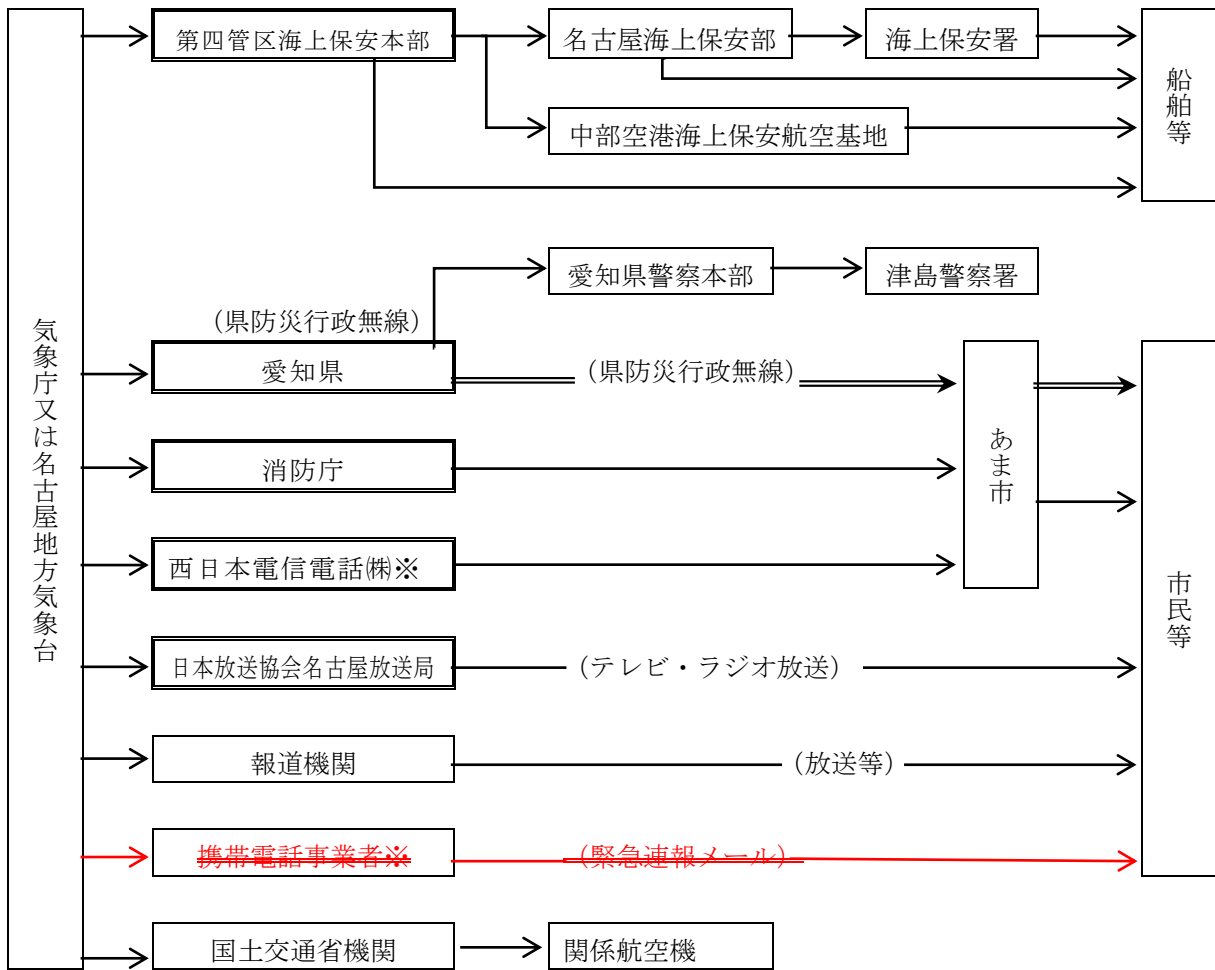 気象庁又は名古屋地方気象台
第四管区海上保安本部
名古屋海上保安部
海上保安署
中部空港海上保安航空基地
船舶等
愛知県警察本部
津島警察署
（県防災行政無線）
愛知県
（県防災行政無線）
消防庁
西日本電信電話㈱※
あま市
市民等
日本放送協会名古屋放送局
（テレビ・ラジオ放送）
報道機関
（放送等）
携帯電話事業者※
（緊急速報メール）
国土交通省機関
関係航空機